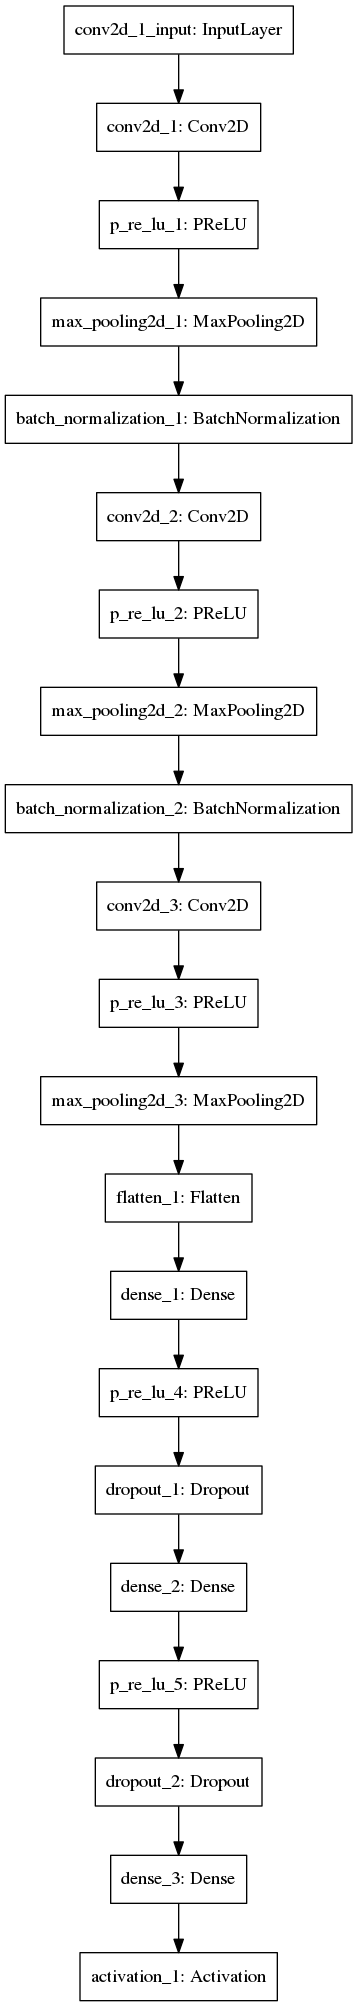 conv2d_1_input: InputLayer
conv2d_1: Conv2D
p_re_lu_1: PReLU
max_pooling2d_1: MaxPooling2D
batch_normalization_1: BatchNormalization
conv2d_2: Conv2D
p_re_lu_2: PReLU
max_pooling2d_2: MaxPooling2D
batch_normalization_2: BatchNormalization
conv2d_3: Conv2D
p_re_lu_3: PReLU
max_pooling2d_3: MaxPooling2D
flatten_1: Flatten
dense_1: Dense
p_re_lu_4: PReLU
dropout_1: Dropout
dense_2: Dense
p_re_lu_5: PReLU
dropout_2: Dropout
dense_3: Dense
activation_1: Activation